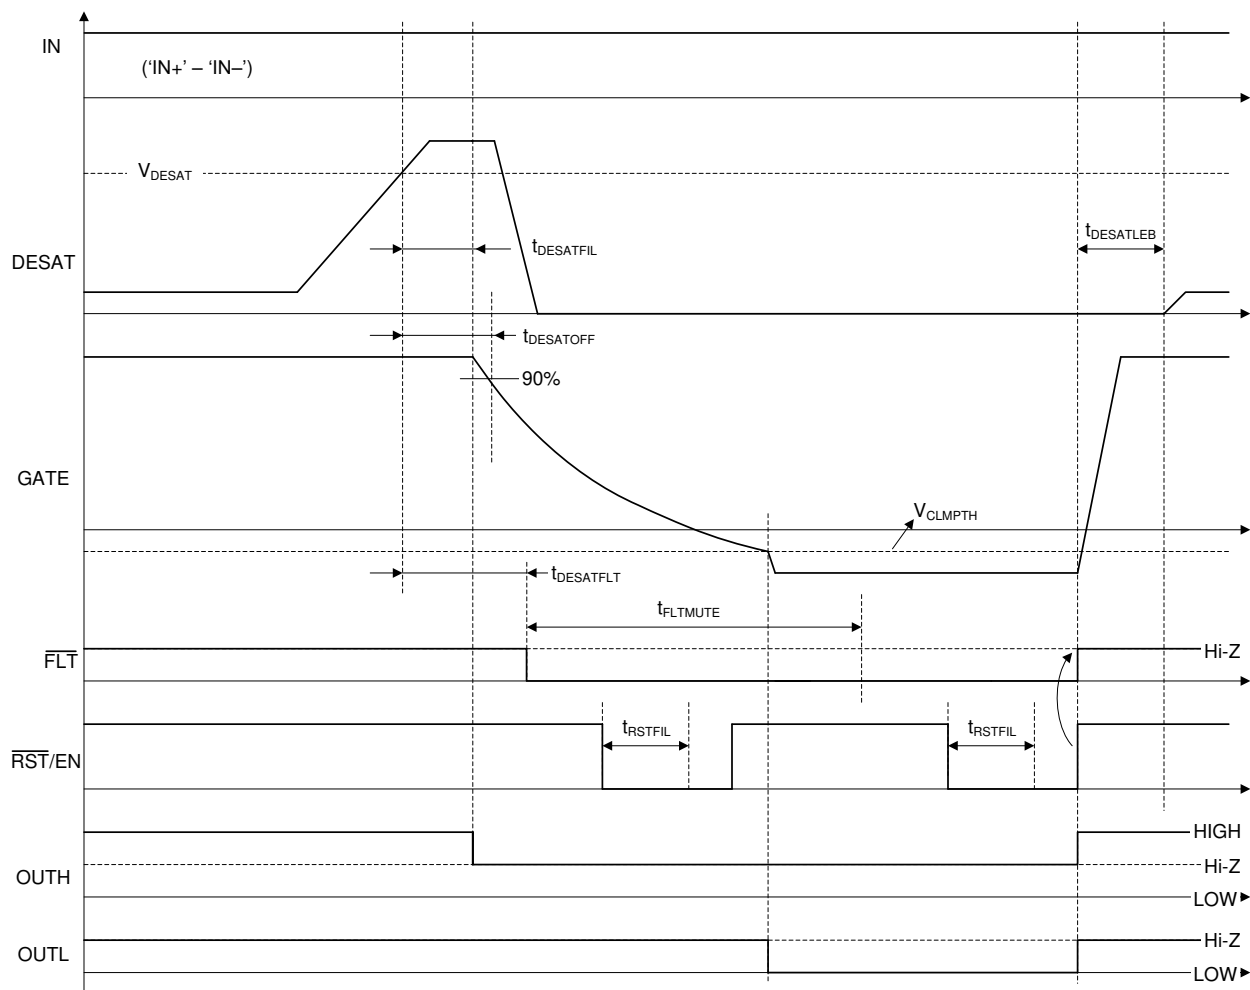 IN
(‘IN+’ – ‘IN–’)
VDESAT
tDESATLEB
tDESATFIL
DESAT
tDESATOFF
90%
GATE
VCLMPTH
tDESATFLT
tFLTMUTE
FLT
Hi-Z
tRSTFIL
tRSTFIL
RST/EN
HIGH
Hi-Z
OUTH
LOW
Hi-Z
OUTL
LOW